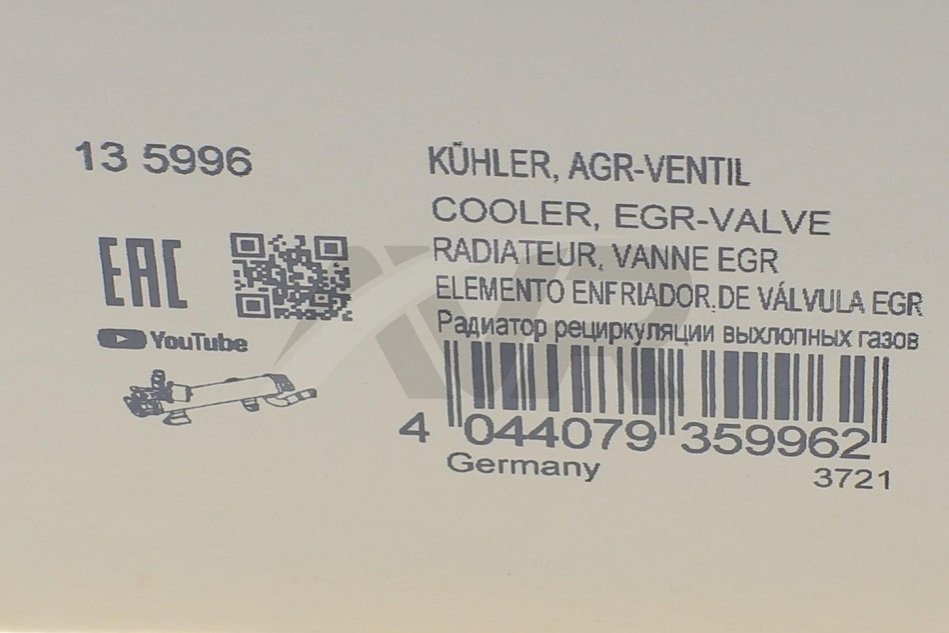 13 5996
KÜHLER, AGR-VENTIL
COOLER, EGR-VALVE
RADIATEUR, VANNE EGR
ELEMENTO ENFRIADOR.DE VÁLVULA EGR
Радиатор рециркуляции выхлопных газов
EAC
YouTube
4 044079 359962
Germany
3721